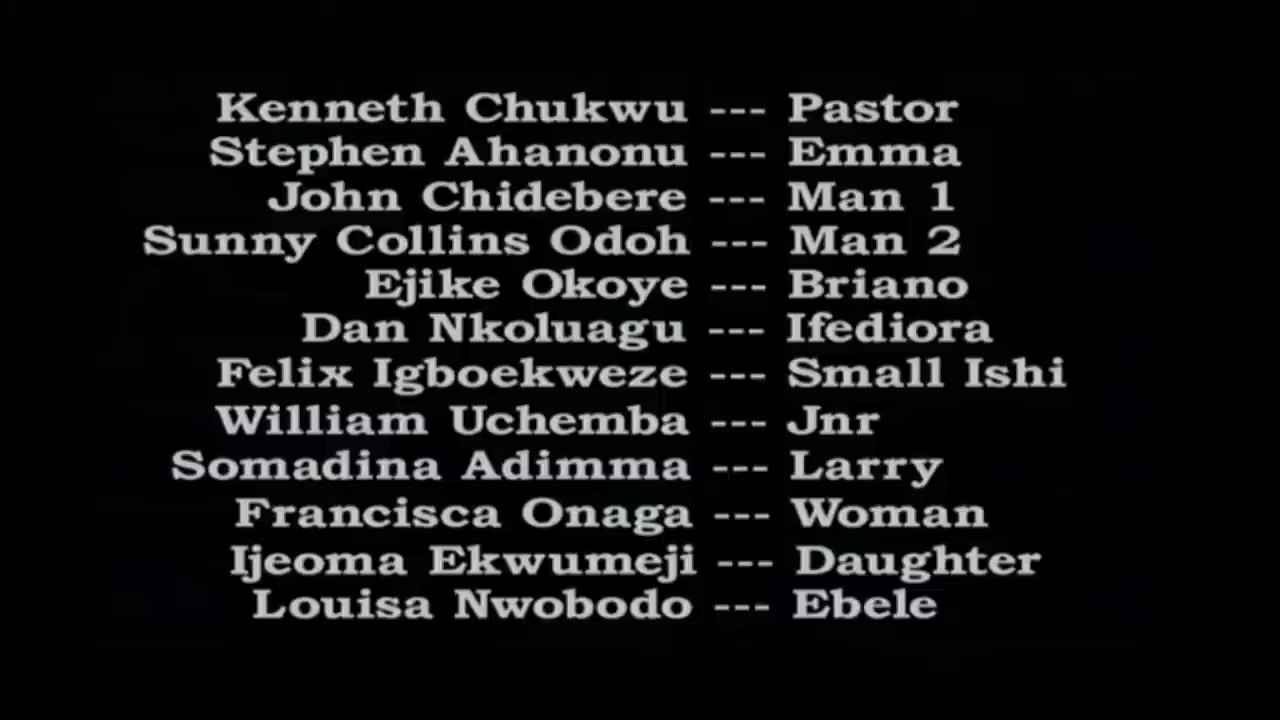 Kenneth Chukwu --- Pastor
Stephen Ahanonu --- Emma
John Chidebere --- Man 1
Sunny Collins Odoh --- Man 2
Ejike Okoye --- Briano
Dan Nkoluagu --- Ifediora
Felix Igboekweze --- Small Ishi
William Uchemba --- Jnr
Somadina Adimma --- Larry
Francisca Onaga --- Woman
Ijeoma Ekwumeji --- Daughter
Louisa Nwobodo --- Ebele